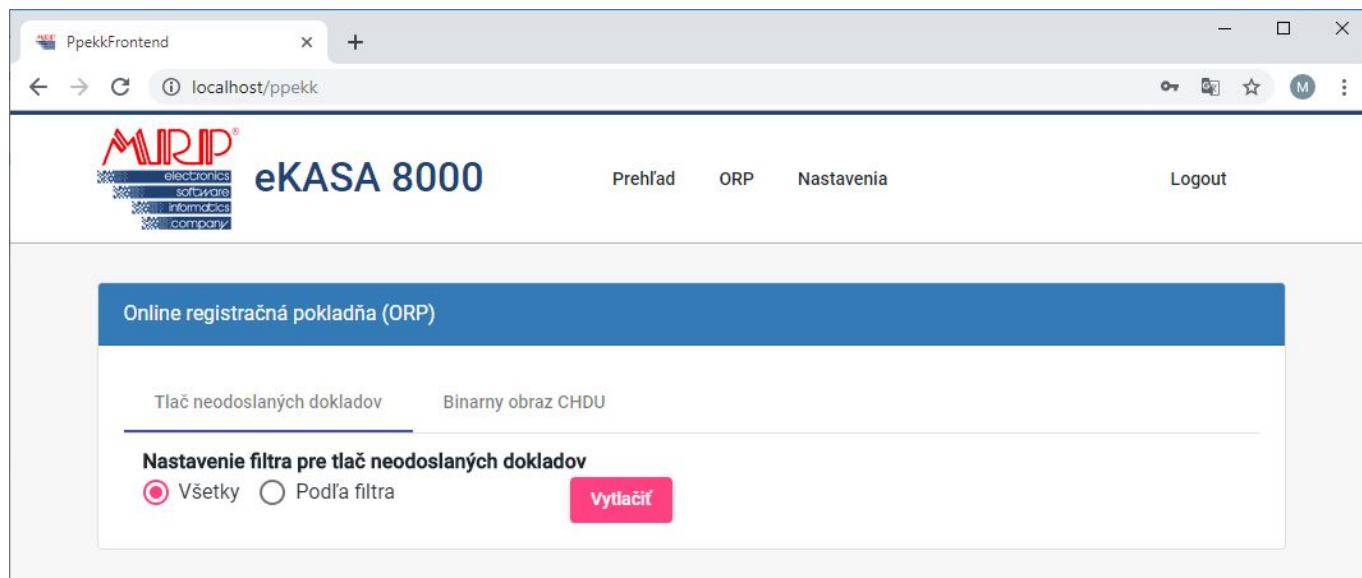 PpekkFrontend
localhost/ppekk
M
MRP®
electronics
software
informatics
company
eKASA 8000
Prehľad ORP Nastavenia Logout
Online registračná pokladňa (ORP)
Tlač neodoslaných dokladov Binarny obraz CHDU
Nastavenie filtra pre tlač neodoslaných dokladov
Všetky Podľa filtra Vytlačiť